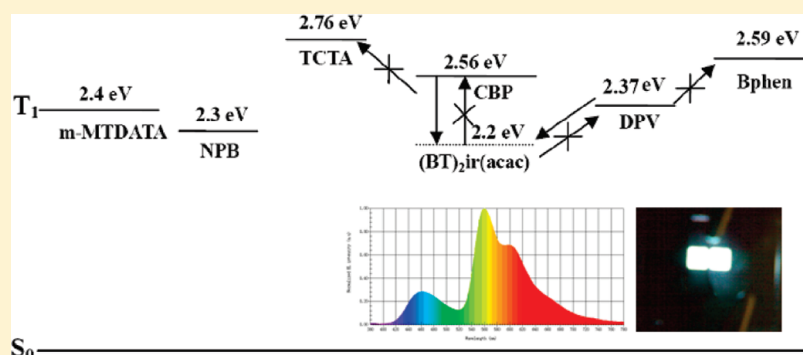 2.76 eV
TCTA
2.56 eV
CBP
2.59 eV
Bphen
2.37 eV
DPV
T1
2.4 eV
m-MTDATA
2.3 eV
NPB
2.2 eV
(BT)2ir(acac)
S0